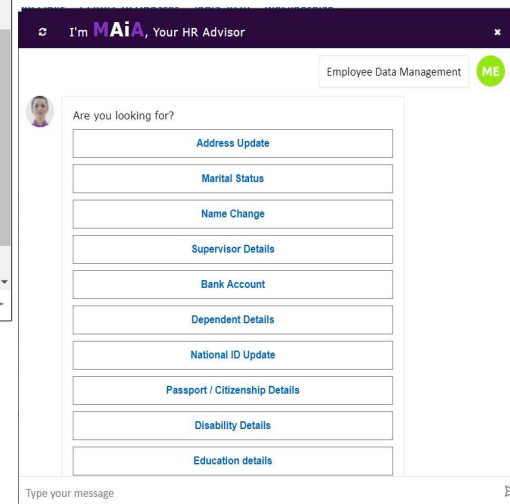 I'm MAiA, Your HR Advisor
Employee Data Management
ME
Are you looking for?
Address Update
Marital Status
Name Change
Supervisor Details
Bank Account
Dependent Details
National ID Update
Passport / Citizenship Details
Disability Details
Education details
Type your message